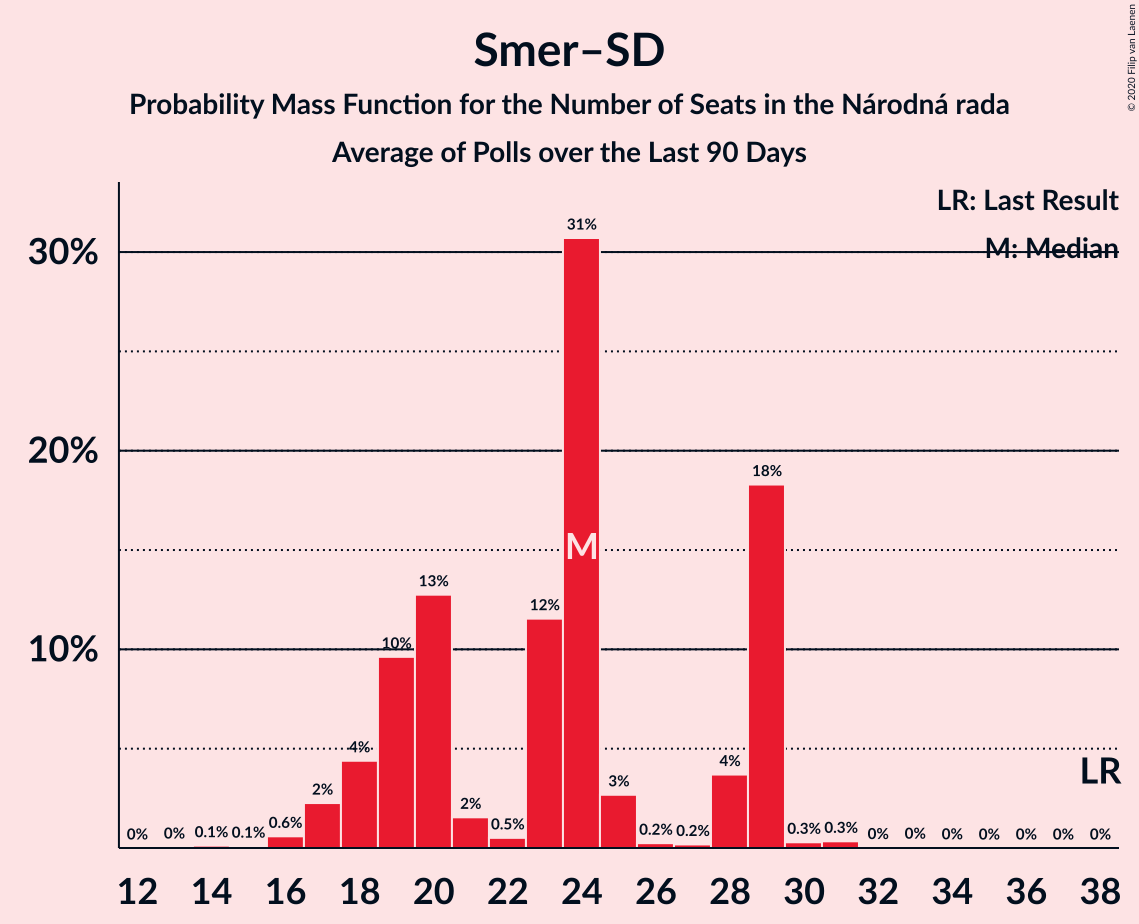 © 2020 Filip van Laenen
Smer–SD
Probability Mass Function for the Number of Seats in the Národná rada
Average of Polls over the Last 90 Days
LR: Last Result
M: Median
30%
20%
10%
0% 0% 0.1% 0.1% 0.6% 2% 4% 10% 13% 2% 0.5% 12% 31% 3% 0.2% 0.2% 4% 18% 0.3% 0.3% 0% 0% 0% 0% 0% 0% 0%
M
LR
12 14 16 18 20 22 24 26 28 30 32 34 36 38